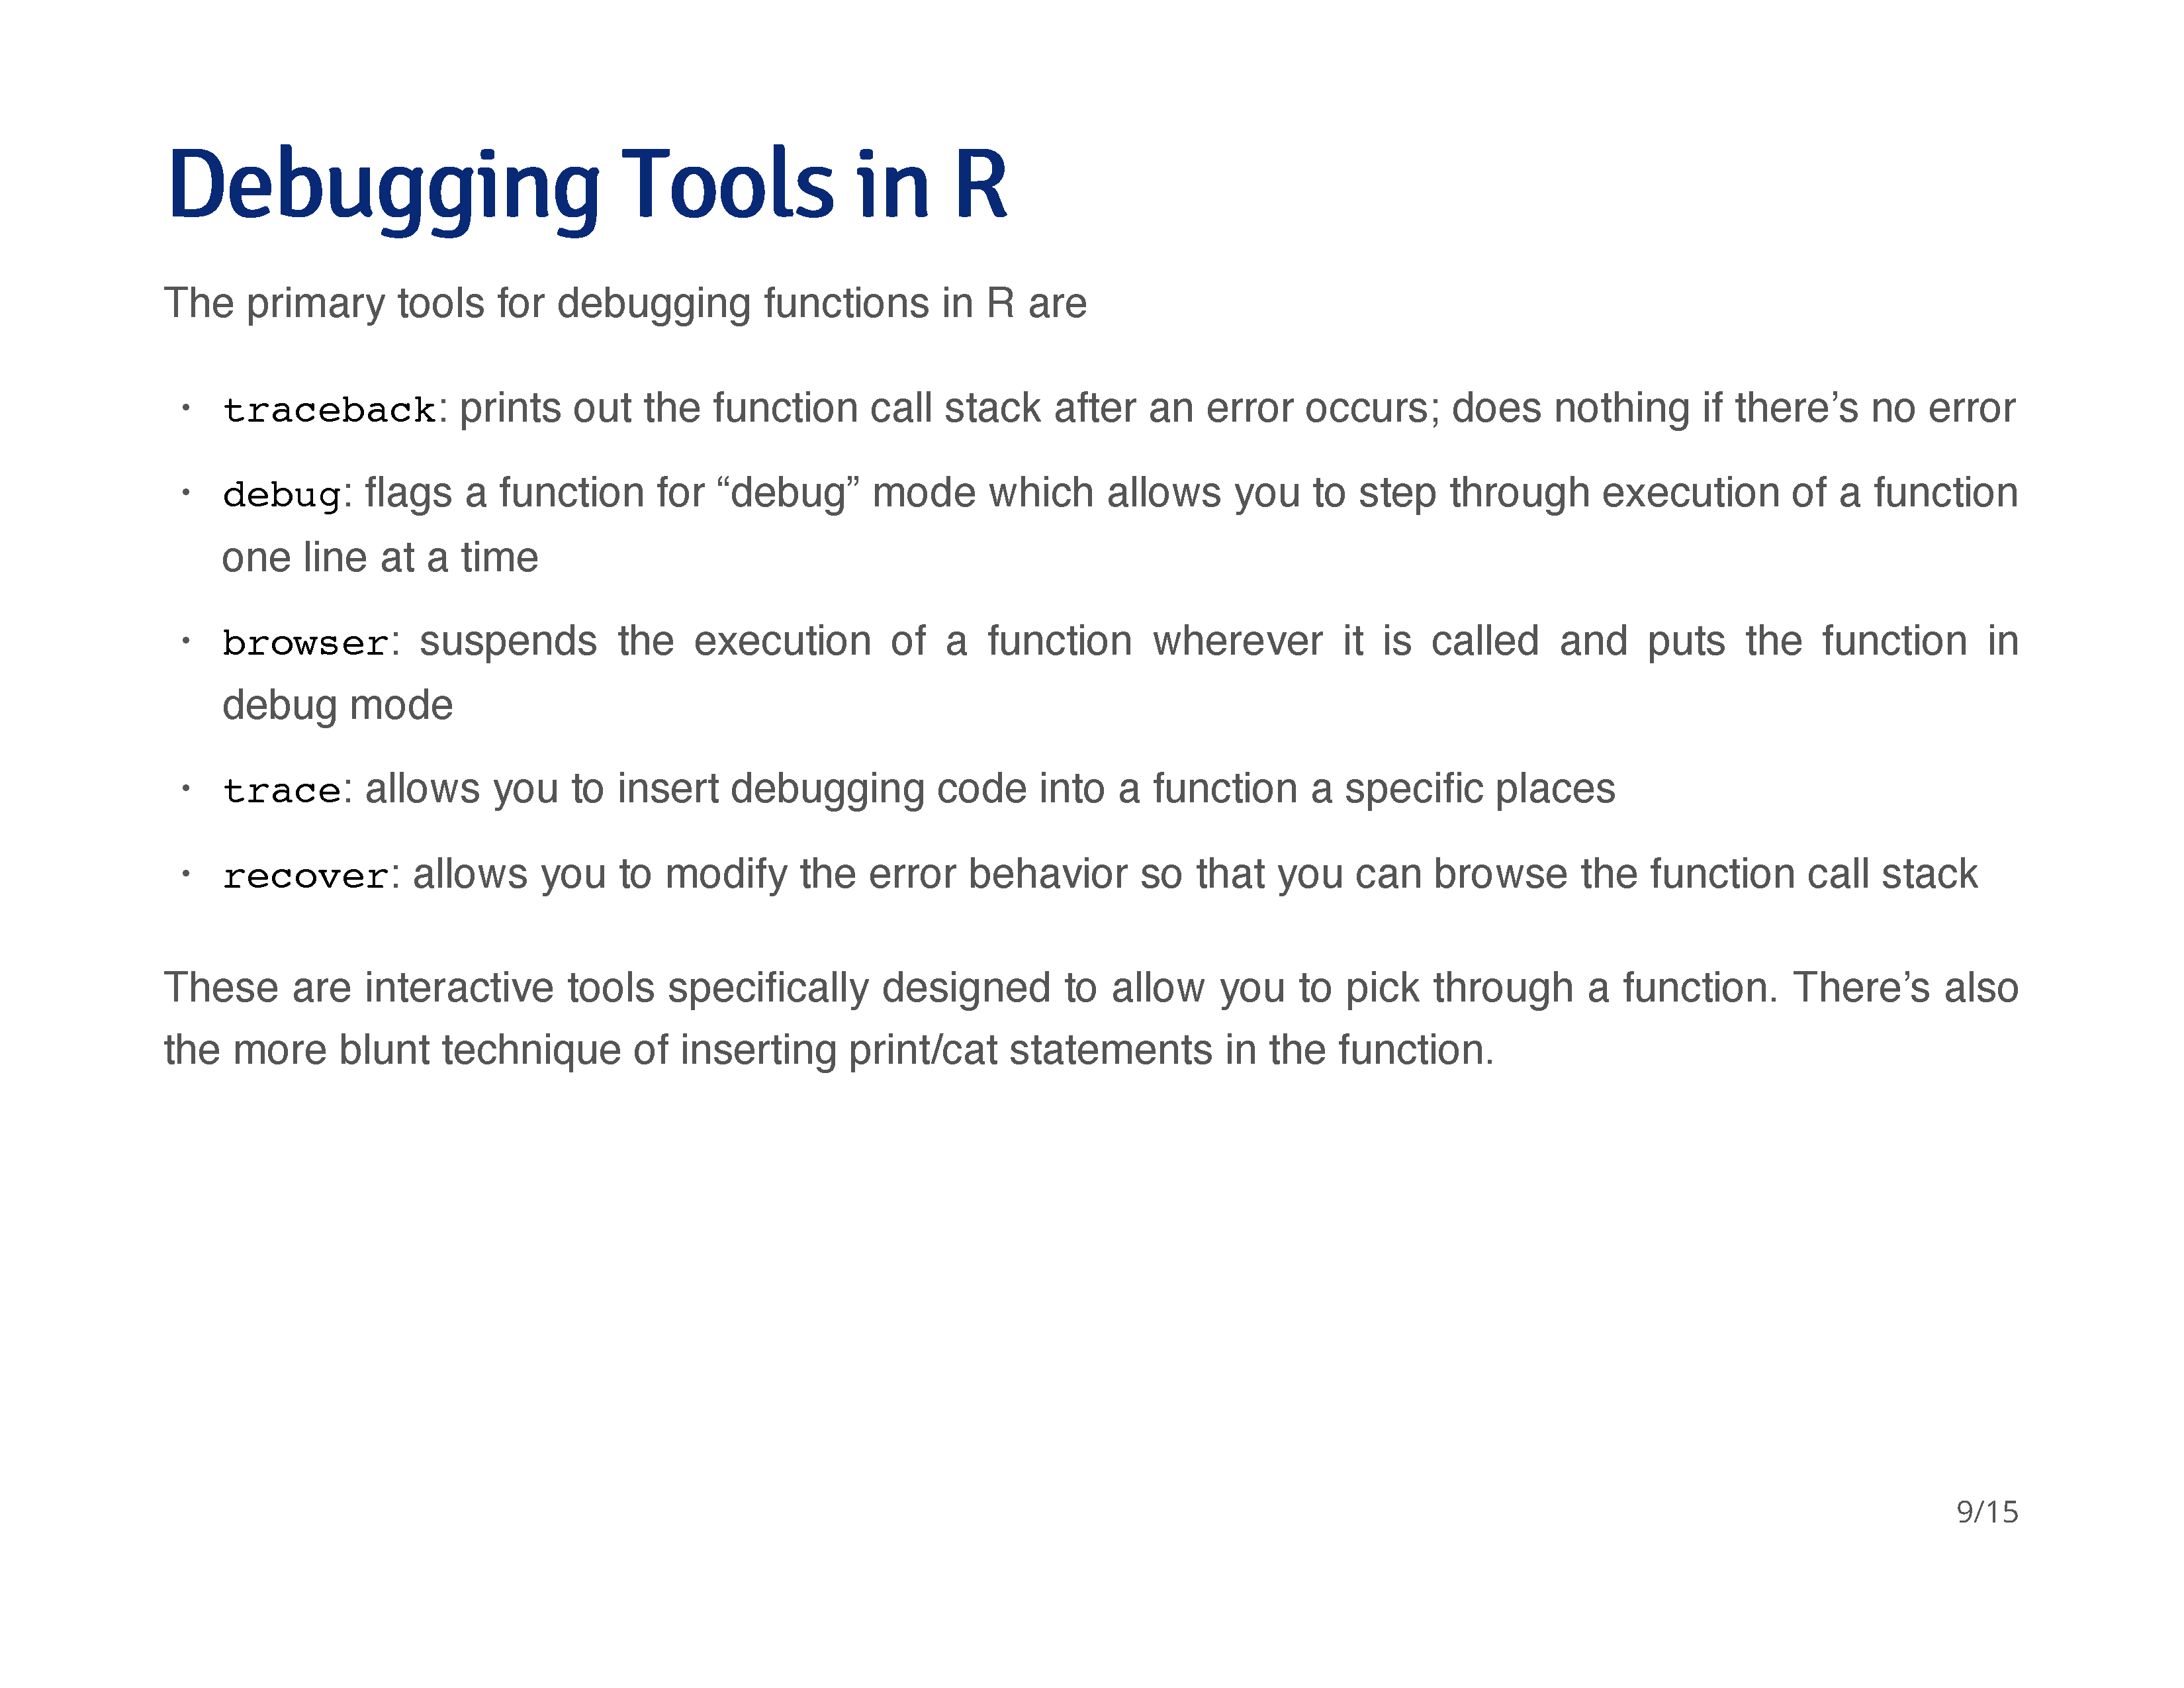 Debugging Tools in R
The primary tools for debugging functions in R are
· traceback: prints out the function call stack after an error occurs; does nothing if there’s no error
· debug: flags a function for “debug” mode which allows you to step through execution of a function
one line at a time
· browser: suspends the execution of a function wherever it is called and puts the function in
debug mode
· trace: allows you to insert debugging code into a function a specific places
· recover: allows you to modify the error behavior so that you can browse the function call stack
These are interactive tools specifically designed to allow you to pick through a function. There’s also
the more blunt technique of inserting print/cat statements in the function.
9/15